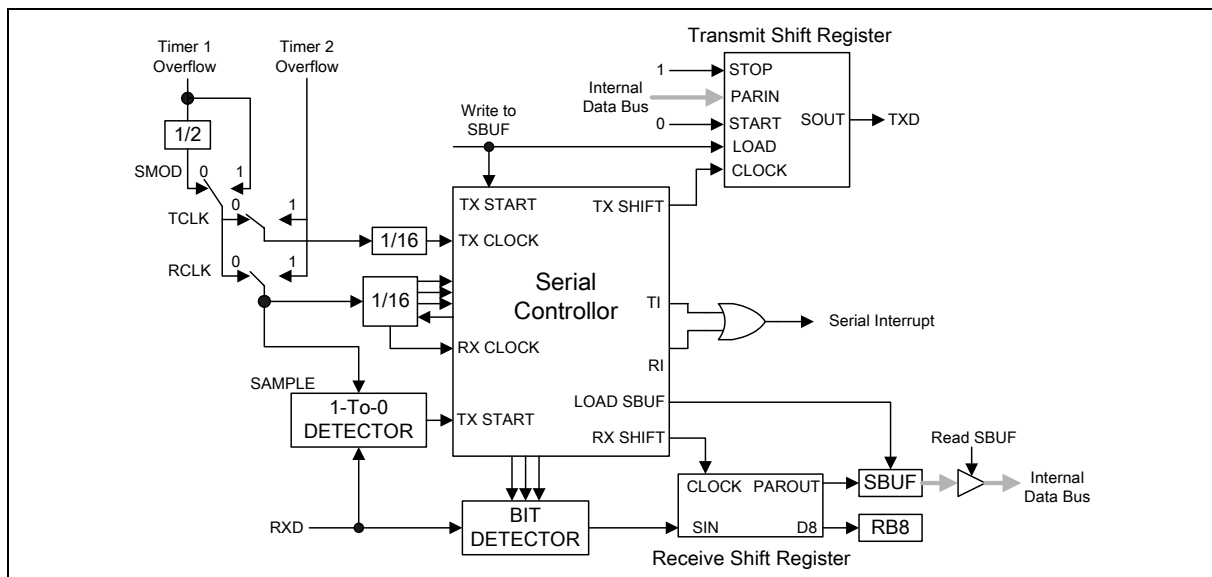 Timer 1
Overflow
Timer 2
Overflow
1/2
SMOD
0
1
TCLK
0
1
RCLK
0
1
1/16
1/16
SAMPLE
1-To-0
DETECTOR
RXD
Write to
SBUF
TX START
TX CLOCK
RX CLOCK
TX START
Serial
Controllor
TX SHIFT
TI
RI
LOAD SBUF
RX SHIFT
Transmit Shift Register
1
Internal
Data Bus
0
STOP
PARIN
START
LOAD
CLOCK
SOUT
TXD
Serial Interrupt
BIT
DETECTOR
CLOCK
PAROUT
SIN
D8
Receive Shift Register
SBUF
RB8
Read SBUF
Internal
Data Bus